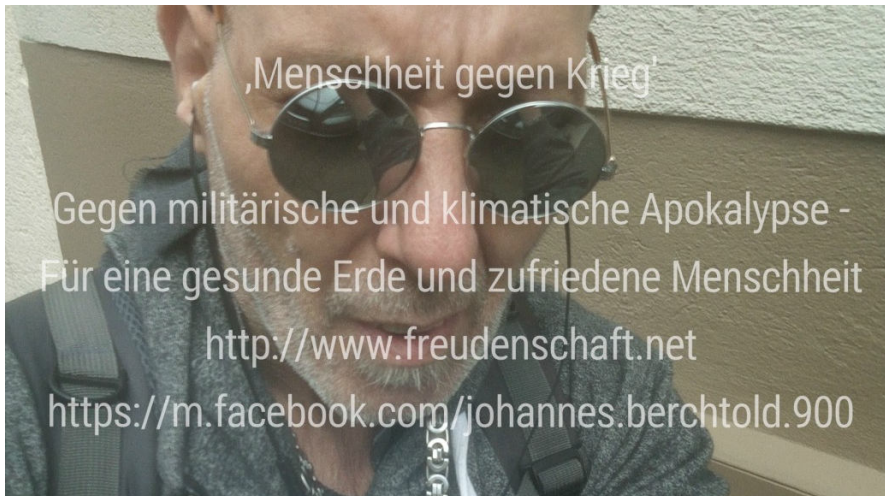 ‚Menschheit gegen Krieg'
Gegen militärische und klimatische Apokalypse -
Für eine gesunde Erde und zufriedene Menschheit
http://www.freudenschaft.net
https://m.facebook.com/johannes.berchtold.900